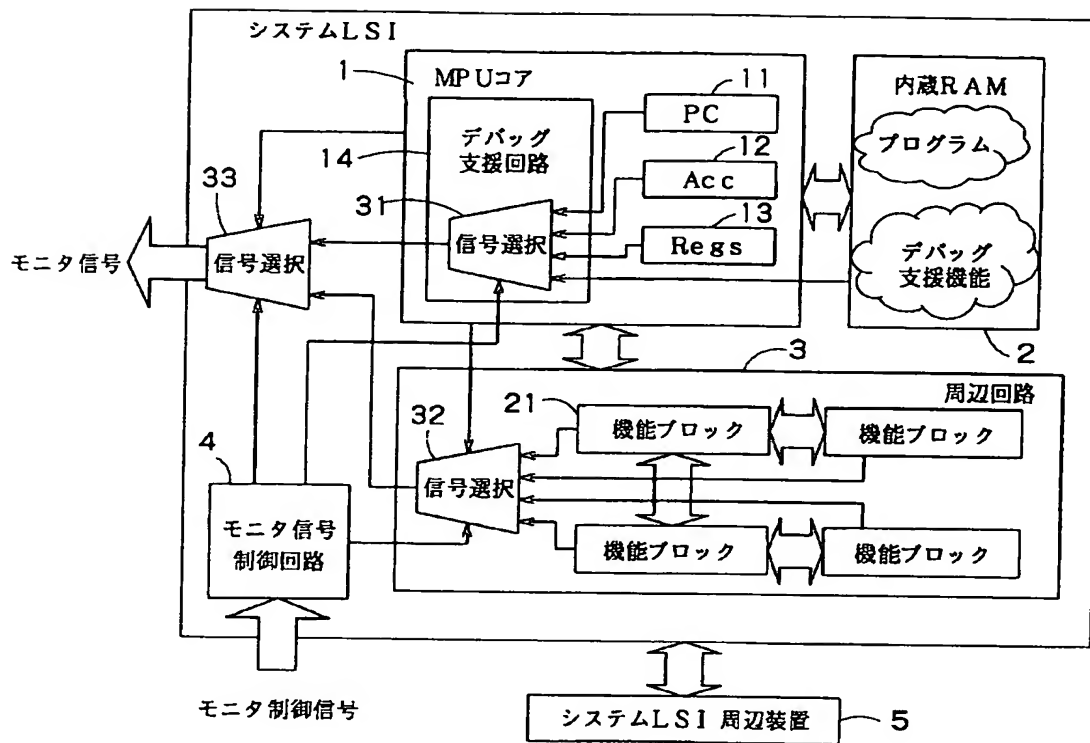 システムLSI
1
MPUコア
11
PC
内蔵RAM
プログラム
14
デバッグ
支援回路
12
Acc
33
31
13
Regs
信号選択
信号選択
モニタ信号
デバッグ
支援機能
2
3
周辺回路
21
機能ブロック
機能ブロック
32
4
信号選択
モニタ信号
制御回路
機能ブロック
機能ブロック
モニタ制御信号
システムLSI 周辺装置
5